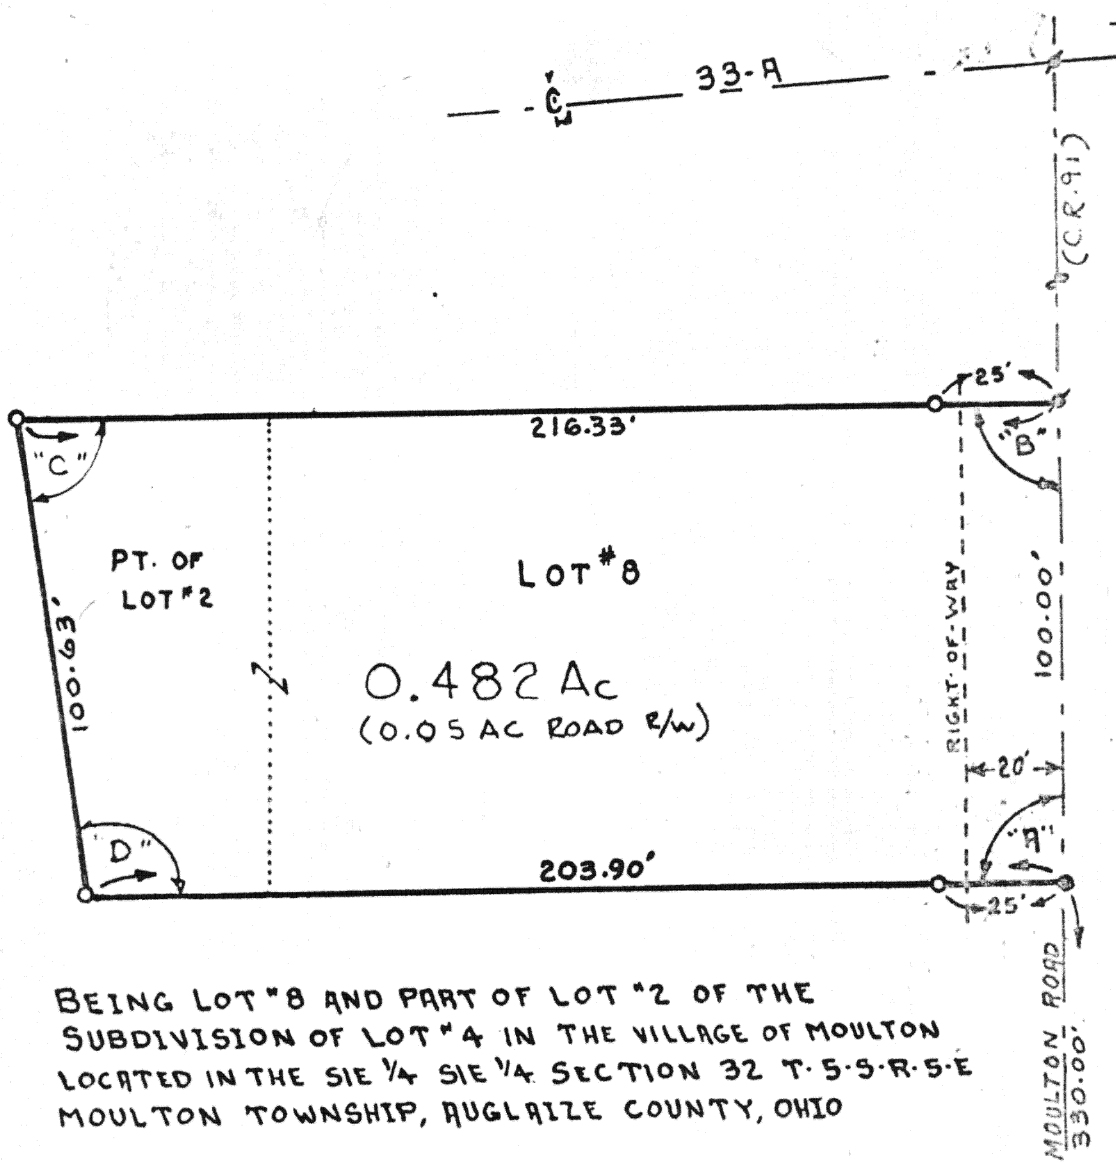 33-A
(C.R.91)
25'
216.33'
"C"
"B"
PT. OF
LOT #2
LOT #8
100.63'
RIGHT-OF-WAY
100.00'
0.482 Ac
(0.05 AC ROAD R/W)
20'
"D"
"A"
203.90'
25'
MOULTON ROAD
330.00'
BEING LOT #8 AND PART OF LOT #2 OF THE
SUBDIVISION OF LOT #4 IN THE VILLAGE OF MOULTON
LOCATED IN THE SIE 1/4 SIE 1/4 SECTION 32 T.5-S-R-5-E
MOULTON TOWNSHIP, AUGLAIZE COUNTY, OHIO